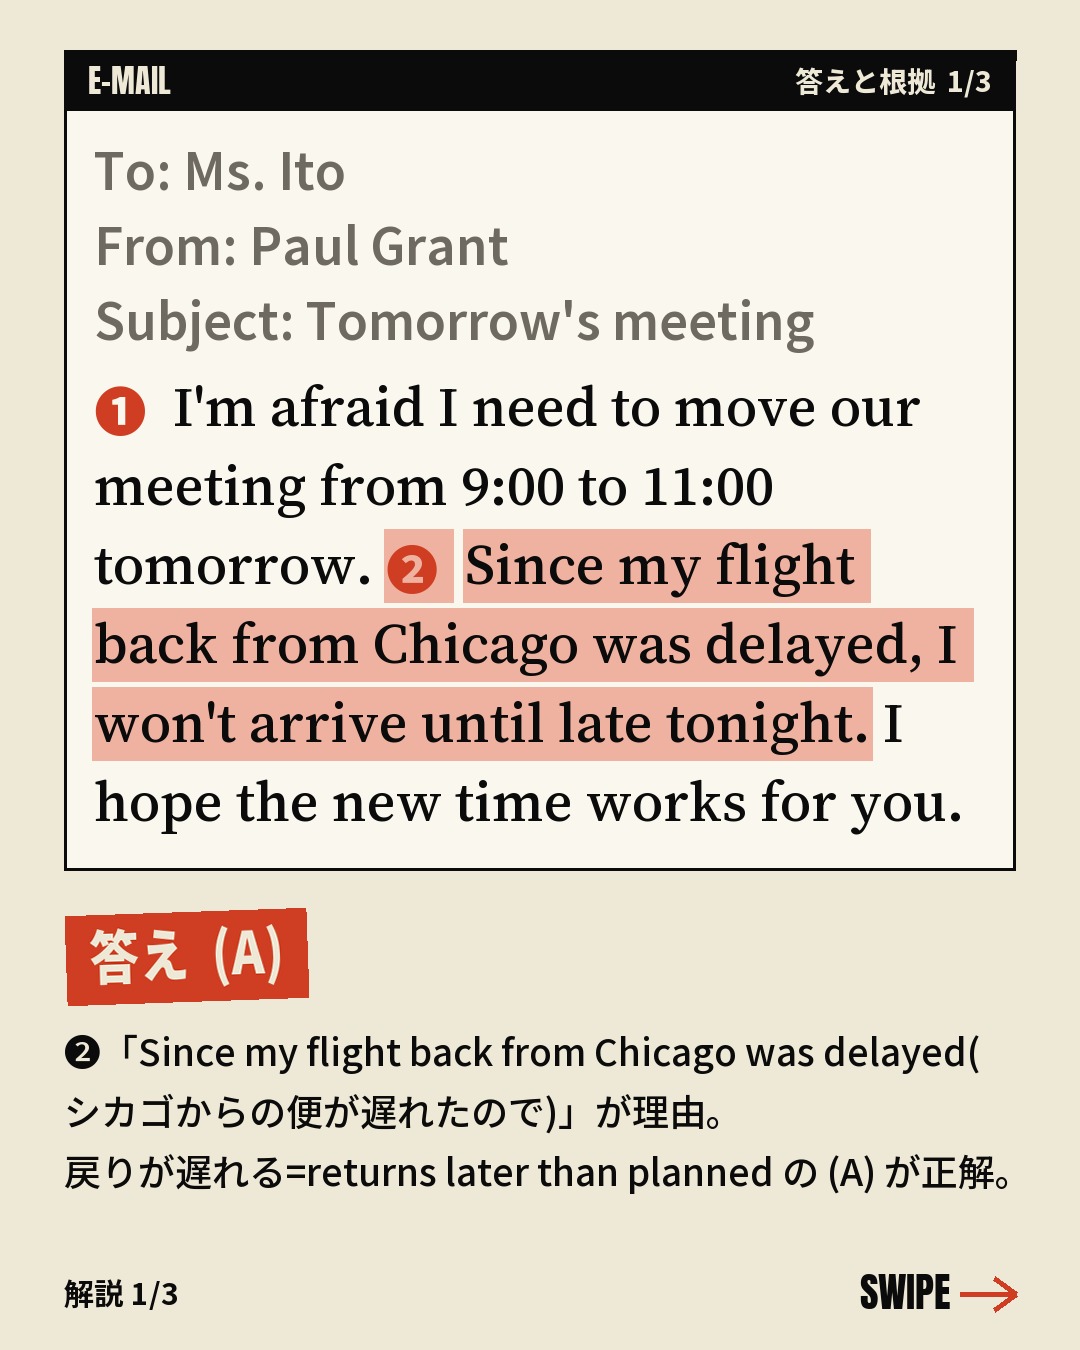 E-MAIL
答えと根拠 1/3
To: Ms. Ito
From: Paul Grant
Subject: Tomorrow's meeting
❶ I'm afraid I need to move our
meeting from 9:00 to 11:00
tomorrow. ❷ Since my flight
back from Chicago was delayed, I
won't arrive until late tonight. I
hope the new time works for you.
答え (A)
❷「Since my flight back from Chicago was delayed(
シカゴからの便が遅れたので)」が理由。
戻りが遅れる=returns later than planned の (A) が正解。
解説 1/3
SWIPE